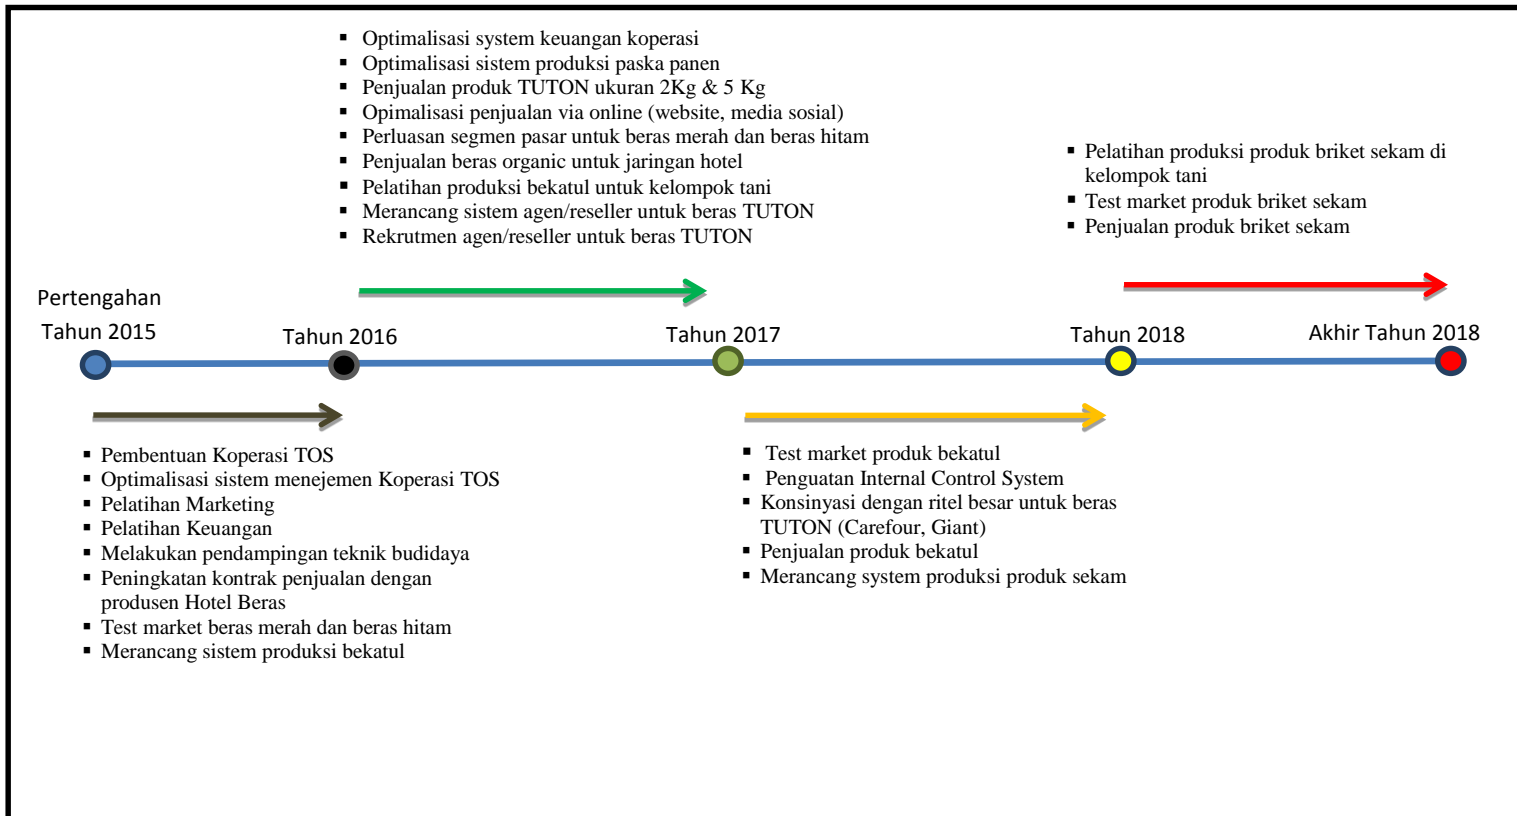 ▪ Optimalisasi system keuangan koperasi
▪ Optimalisasi sistem produksi paska panen
▪ Penjualan produk TUTON ukuran 2Kg & 5 Kg
▪ Opimalisasi penjualan via online (website, media sosial)
▪ Perluasan segmen pasar untuk beras merah dan beras hitam
▪ Penjualan beras organic untuk jaringan hotel
▪ Pelatihan produksi bekatul untuk kelompok tani
▪ Merancang sistem agen/reseller untuk beras TUTON
▪ Rekrutmen agen/reseller untuk beras TUTON
▪ Pelatihan produksi produk briket sekam di
kelompok tani
▪ Test market produk briket sekam
▪ Penjualan produk briket sekam
Pertengahan
Tahun 2015
Tahun 2016
Tahun 2017
Tahun 2018
Akhir Tahun 2018
▪ Pembentuan Koperasi TOS
▪ Optimalisasi sistem menejemen Koperasi TOS
▪ Pelatihan Marketing
▪ Pelatihan Keuangan
▪ Melakukan pendampingan teknik budidaya
▪ Peningkatan kontrak penjualan dengan
produsen Hotel Beras
▪ Test market beras merah dan beras hitam
▪ Merancang sistem produksi bekatul
▪ Test market produk bekatul
▪ Penguatan Internal Control System
▪ Konsinyasi dengan ritel besar untuk beras
TUTON (Carefour, Giant)
▪ Penjualan produk bekatul
▪ Merancang system produksi produk sekam